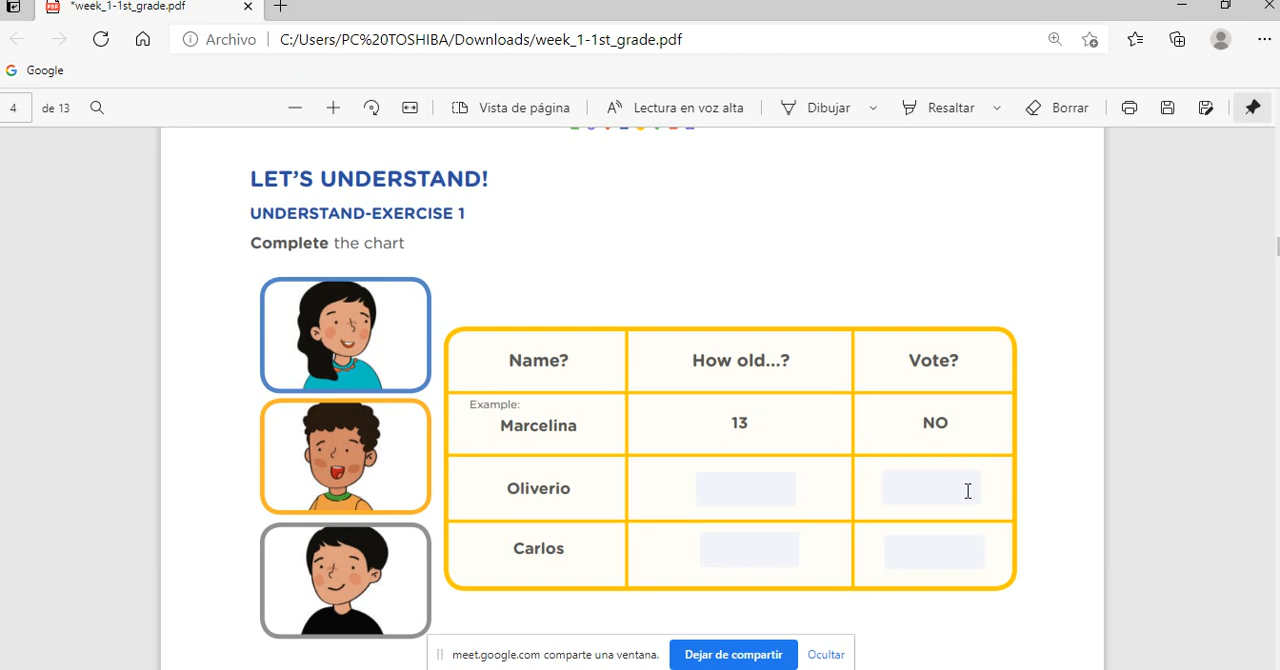 *week_1-1st_grade.pdf
Archivo C:/Users/PC%20TOSHIBA/Downloads/week_1-1st_grade.pdf
Google
4 de 13 Vista de página Lectura en voz alta Dibujar Resaltar Borrar
LET'S UNDERSTAND!
UNDERSTAND-EXERCISE 1
Complete the chart
Name? How old...? Vote?
Example:
Marcelina 13 NO
Oliverio
Carlos
meet.google.com comparte una ventana. Dejar de compartir Ocultar